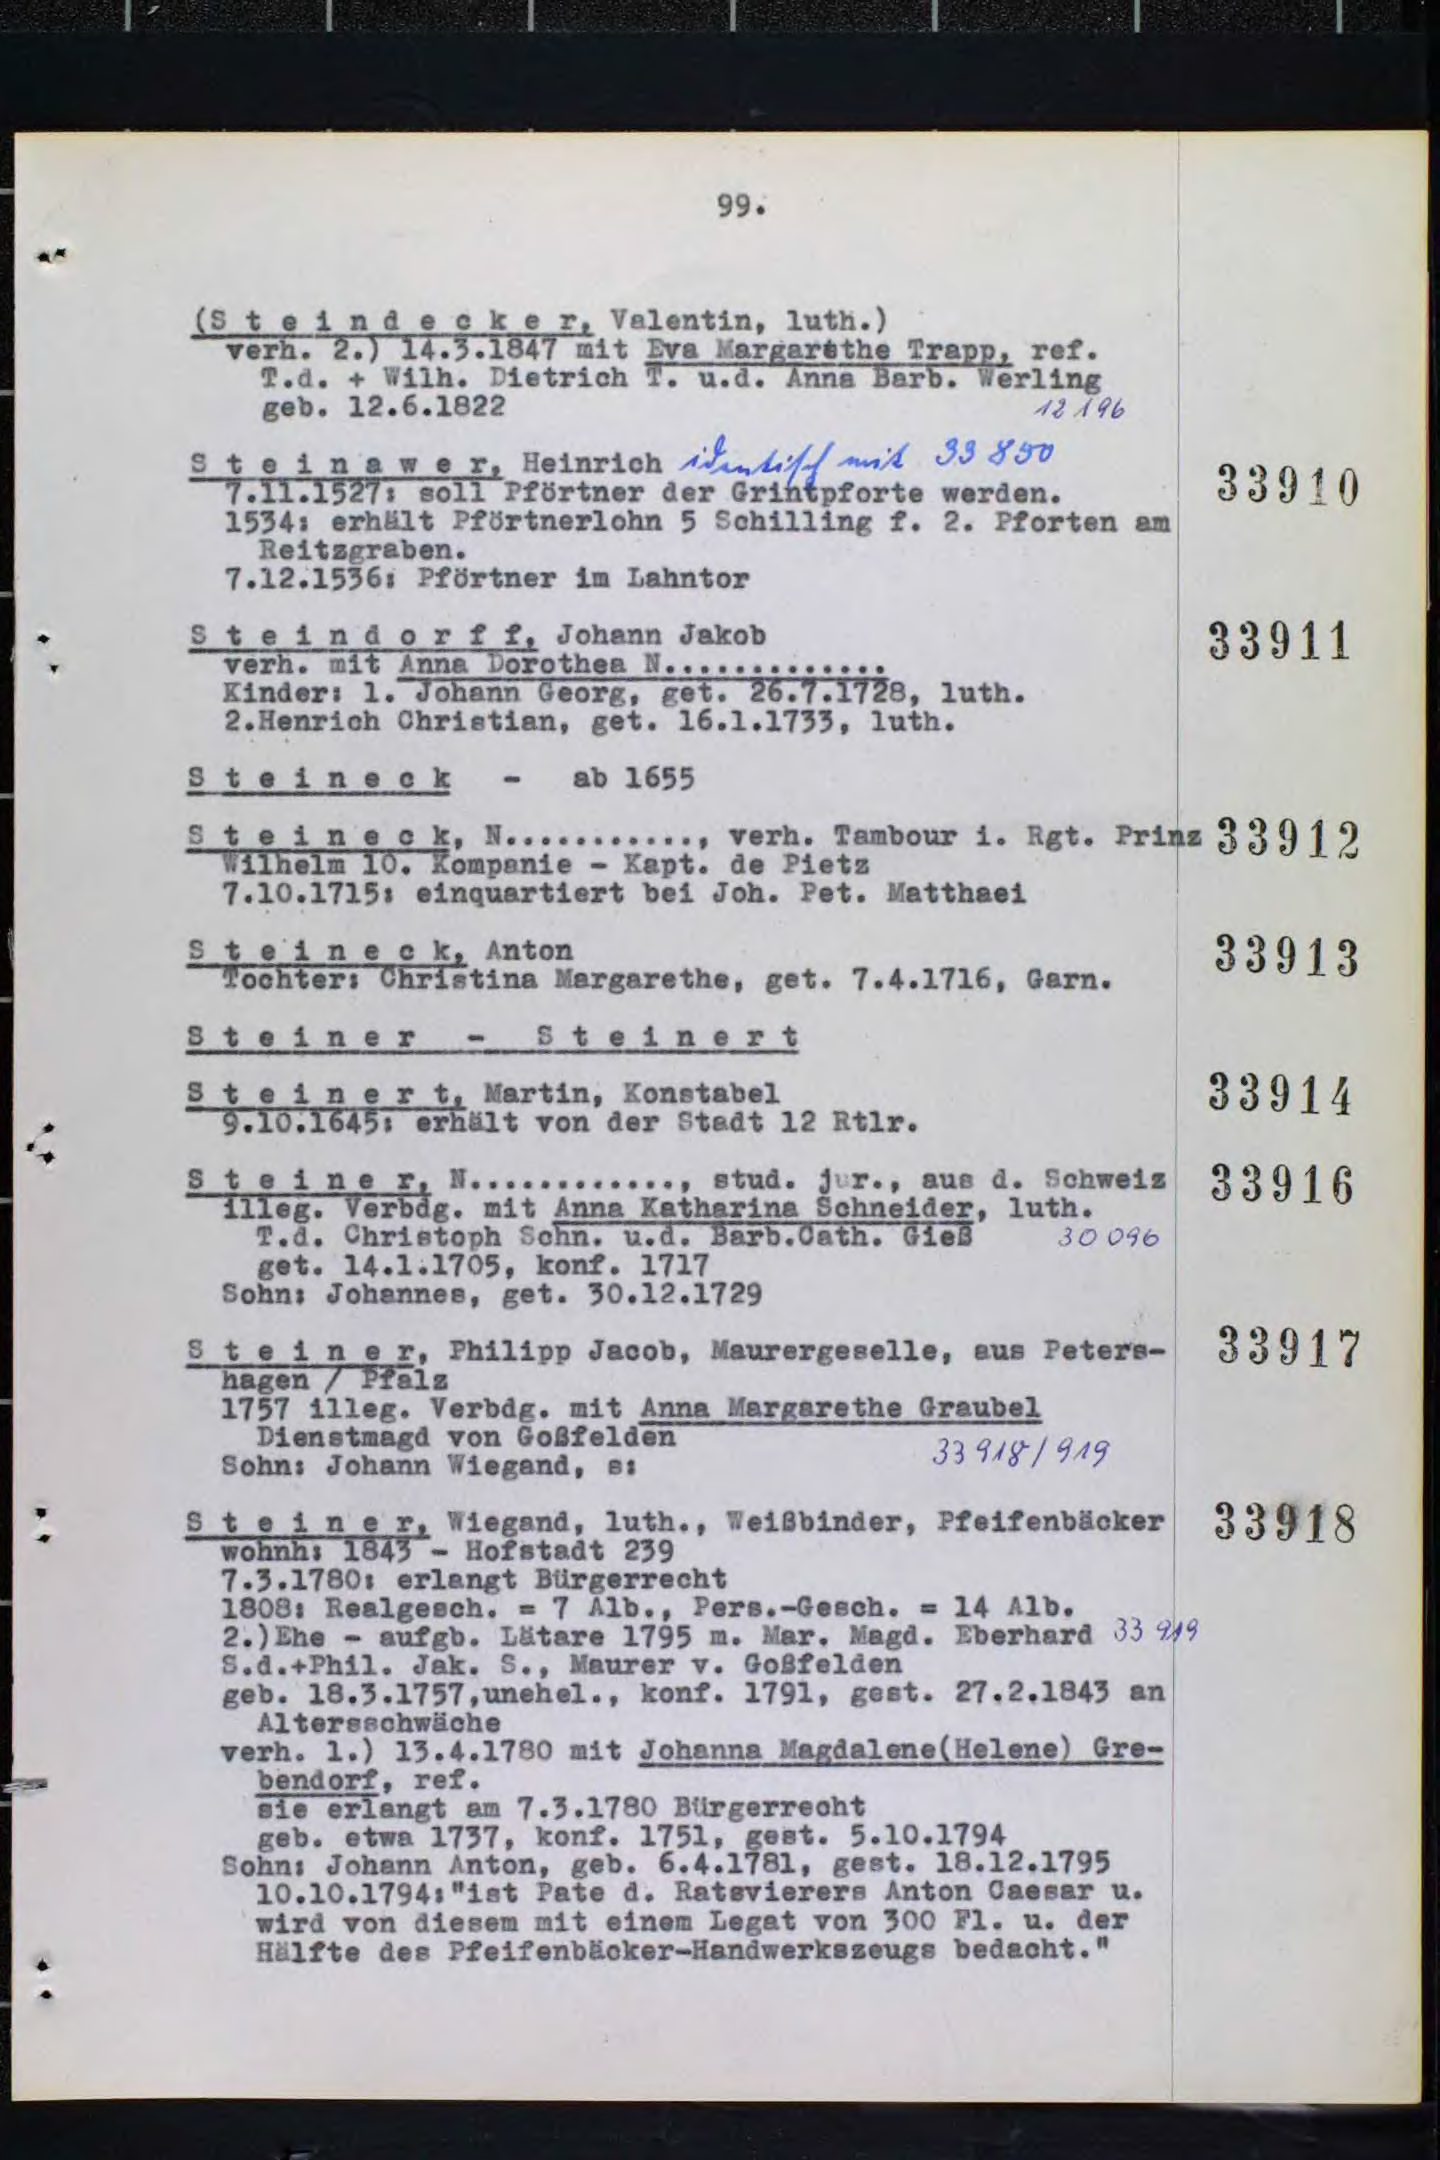 99.
(S t e i n d e c k e r, Valentin, luth.)
verh. 2.) 14.3.1847 mit Eva Margarethe Trapp, ref.
T.d. + Wilh. Dietrich T. u.d. Anna Barb. Werling
geb. 12.6.1822 12 196
S t e i n a w e r, Heinrich identisch mit 33 850 33910
7.11.1527: soll Pförtner der Grintpforte werden.
1534: erhält Pförtnerlohn 5 Schilling f. 2. Pforten am
Reitzgraben.
7.12.1536: Pförtner im Lahntor
S t e i n d o r f f, Johann Jakob 33911
verh. mit Anna Dorothea N.............
Kinder: 1. Johann Georg, get. 26.7.1728, luth.
2.Henrich Christian, get. 16.1.1733, luth.
S t e i n e c k - ab 1655
S t e i n e c k, N..........., verh. Tambour i. Rgt. Prinz 33912
Wilhelm 10. Kompanie - Kapt. de Pietz
7.10.1715: einquartiert bei Joh. Pet. Matthaei
S t e i n e c k, Anton 33913
Tochter: Christina Margarethe, get. 7.4.1716, Garn.
S t e i n e r - S t e i n e r t
S t e i n e r t, Martin, Konstabel 33914
9.10.1645: erhält von der Stadt 12 Rtlr.
S t e i n e r, N............, stud. jur., aus d. Schweiz 33916
illeg. Verbdg. mit Anna Katharina Schneider, luth.
T.d. Christoph Schn. u.d. Barb.Cath. Gieß 30 096
get. 14.1.1705, konf. 1717
Sohn: Johannes, get. 30.12.1729
S t e i n e r, Philipp Jacob, Maurergeselle, aus Peters- 33917
hagen / Pfalz
1757 illeg. Verbdg. mit Anna Margarethe Graubel
Dienstmagd von Goßfelden
Sohn: Johann Wiegand, s: 33 918/919
S t e i n e r, Wiegand, luth., Weißbinder, Pfeifenbäcker 33918
wohnh: 1843 - Hofstadt 239
7.3.1780: erlangt Bürgerrecht
1808: Realgesch. = 7 Alb., Pers.-Gesch. = 14 Alb.
2.)Ehe - aufgb. Lätare 1795 m. Mar. Magd. Eberhard 33 919
S.d.+Phil. Jak. S., Maurer v. Goßfelden
geb. 18.3.1757,unehel., konf. 1791, gest. 27.2.1843 an
Altersschwäche
verh. 1.) 13.4.1780 mit Johanna Magdalene(Helene) Gre-
bendorf, ref.
sie erlangt am 7.3.1780 Bürgerrecht
geb. etwa 1737, konf. 1751, gest. 5.10.1794
Sohn: Johann Anton, geb. 6.4.1781, gest. 18.12.1795
10.10.1794:"ist Pate d. Ratsvierers Anton Caesar u.
wird von diesem mit einem Legat von 300 Fl. u. der
Hälfte des Pfeifenbäcker-Handwerkszeugs bedacht."